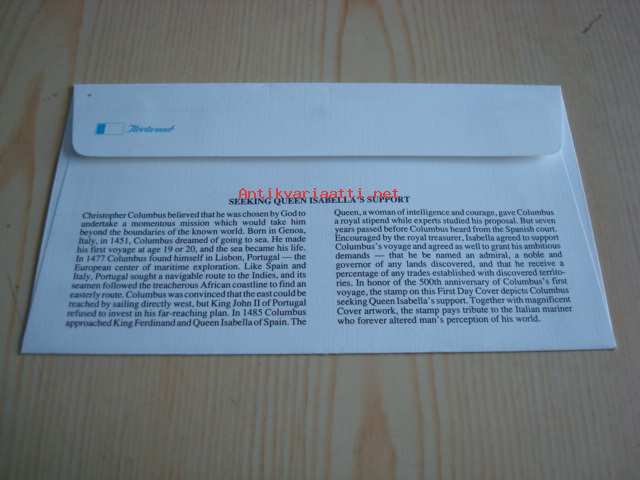 Fleetwood
Antikvariaatti.net
SEEKING QUEEN ISABELLA'S SUPPORT
Christopher Columbus believed that he was chosen by God to
undertake a momentous mission which would take him
beyond the boundaries of the known world. Born in Genoa,
Italy, in 1451, Columbus dreamed of going to sea. He made
his first voyage at age 19 or 20, and the sea became his life.
In 1477 Columbus found himself in Lisbon, Portugal — the
European center of maritime exploration. Like Spain and
Italy, Portugal sought a navigable route to the Indies, and its
seamen followed the treacherous African coastline to find an
easterly route. Columbus was convinced that the east could be
reached by sailing directly west, but King John II of Portugal
refused to invest in his far-reaching plan. In 1485 Columbus
approached King Ferdinand and Queen Isabella of Spain. The
Queen, a woman of intelligence and courage, gave Columbus
a royal stipend while experts studied his proposal. But seven
years passed before Columbus heard from the Spanish court.
Encouraged by the royal treasurer, Isabella agreed to support
Columbus's voyage and agreed as well to grant his ambitious
demands — that he be named an admiral, a noble and
governor of any lands discovered, and that he receive a
percentage of any trades established with discovered territo-
ries. In honor of the 500th anniversary of Columbus's first
voyage, the stamp on this First Day Cover depicts Columbus
seeking Queen Isabella's support. Together with magnificent
Cover artwork, the stamp pays tribute to the Italian mariner
who forever altered man's perception of his world.